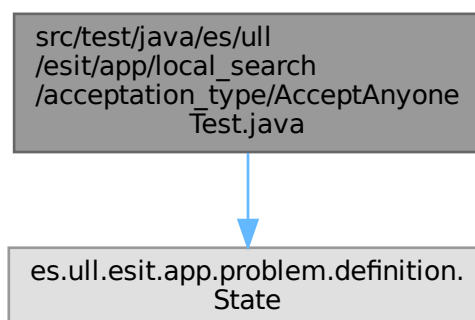 src/test/java/es/ull
/esit/app/local_search
/acceptation_type/AcceptAnyone
Test.java
es.ull.esit.app.problem.definition.
State